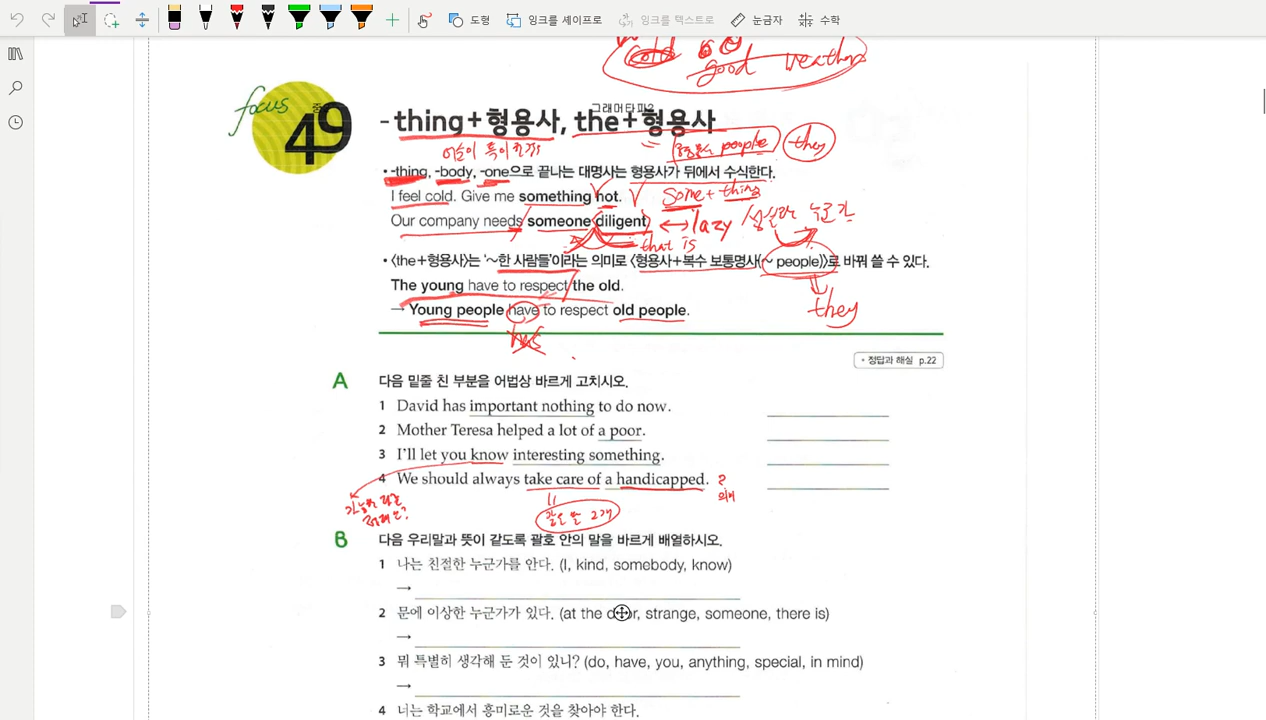 도형
잉크를 셰이프로
잉크를 텍스트로
눈금자
수학
good weather
focus
49
중
그래머타파2
-thing+형용사, the+형용사
어순이 특이한
people
they
• -thing, -body, -one으로 끝나는 대명사는 형용사가 뒤에서 수식한다.
I feel cold. Give me something hot.
some + thing
Our company needs someone diligent
lazy
누군가
that is
• 〈the+형용사〉는 '~한 사람들'이라는 의미로 〈형용사+복수 보통명사(~ people)〉로 바꿔 쓸 수 있다.
The young have to respect the old.
they
→ Young people have to respect old people.
has
• 정답과 해설 p.22
A 다음 밑줄 친 부분을 어법상 바르게 고치시오.
1 David has important nothing to do now.
2 Mother Teresa helped a lot of a poor.
3 I'll let you know interesting something.
4 We should always take care of a handicapped.
?
의미
같은 말 2개
B 다음 우리말과 뜻이 같도록 괄호 안의 말을 바르게 배열하시오.
1 나는 친절한 누군가를 안다. (I, kind, somebody, know)
→
2 문에 이상한 누군가가 있다. (at the door, strange, someone, there is)
→
3 뭐 특별히 생각해 둔 것이 있니? (do, have, you, anything, special, in mind)
→
4 너는 학교에서 흥미로운 것을 찾아야 한다.